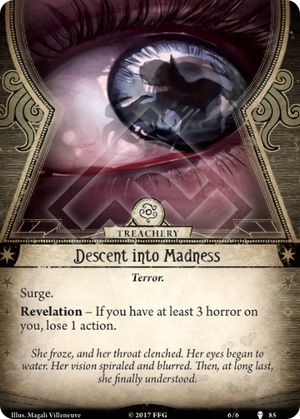 TREACHERY
Descent into Madness
Terror.
Surge.
Revelation – If you have at least 3 horror on
you, lose 1 action.
She froze, and her throat clenched. Her eyes began to
water. Her vision spiraled and blurred. Then, at long last,
she finally understood.
Illus. Magali Villeneuve © 2017 FFG 6/6 85